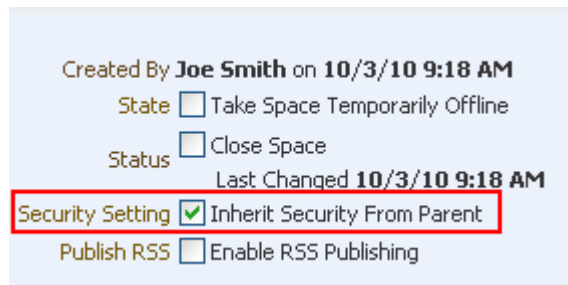 Created By Joe Smith on 10/3/10 9:18 AM
State Take Space Temporarily Offline
Status Close Space
Last Changed 10/3/10 9:18 AM
Security Setting Inherit Security From Parent
Publish RSS Enable RSS Publishing